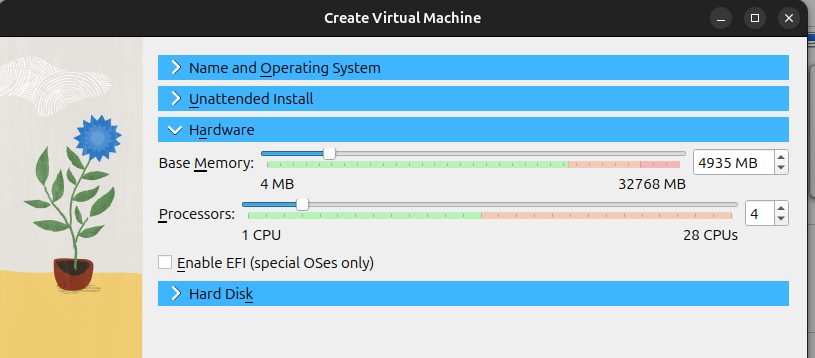 Create Virtual Machine
Name and Operating System
Unattended Install
Hardware
Base Memory: 4935 MB
4 MB 32768 MB
Processors: 4
1 CPU 28 CPUs
Enable EFI (special OSes only)
Hard Disk